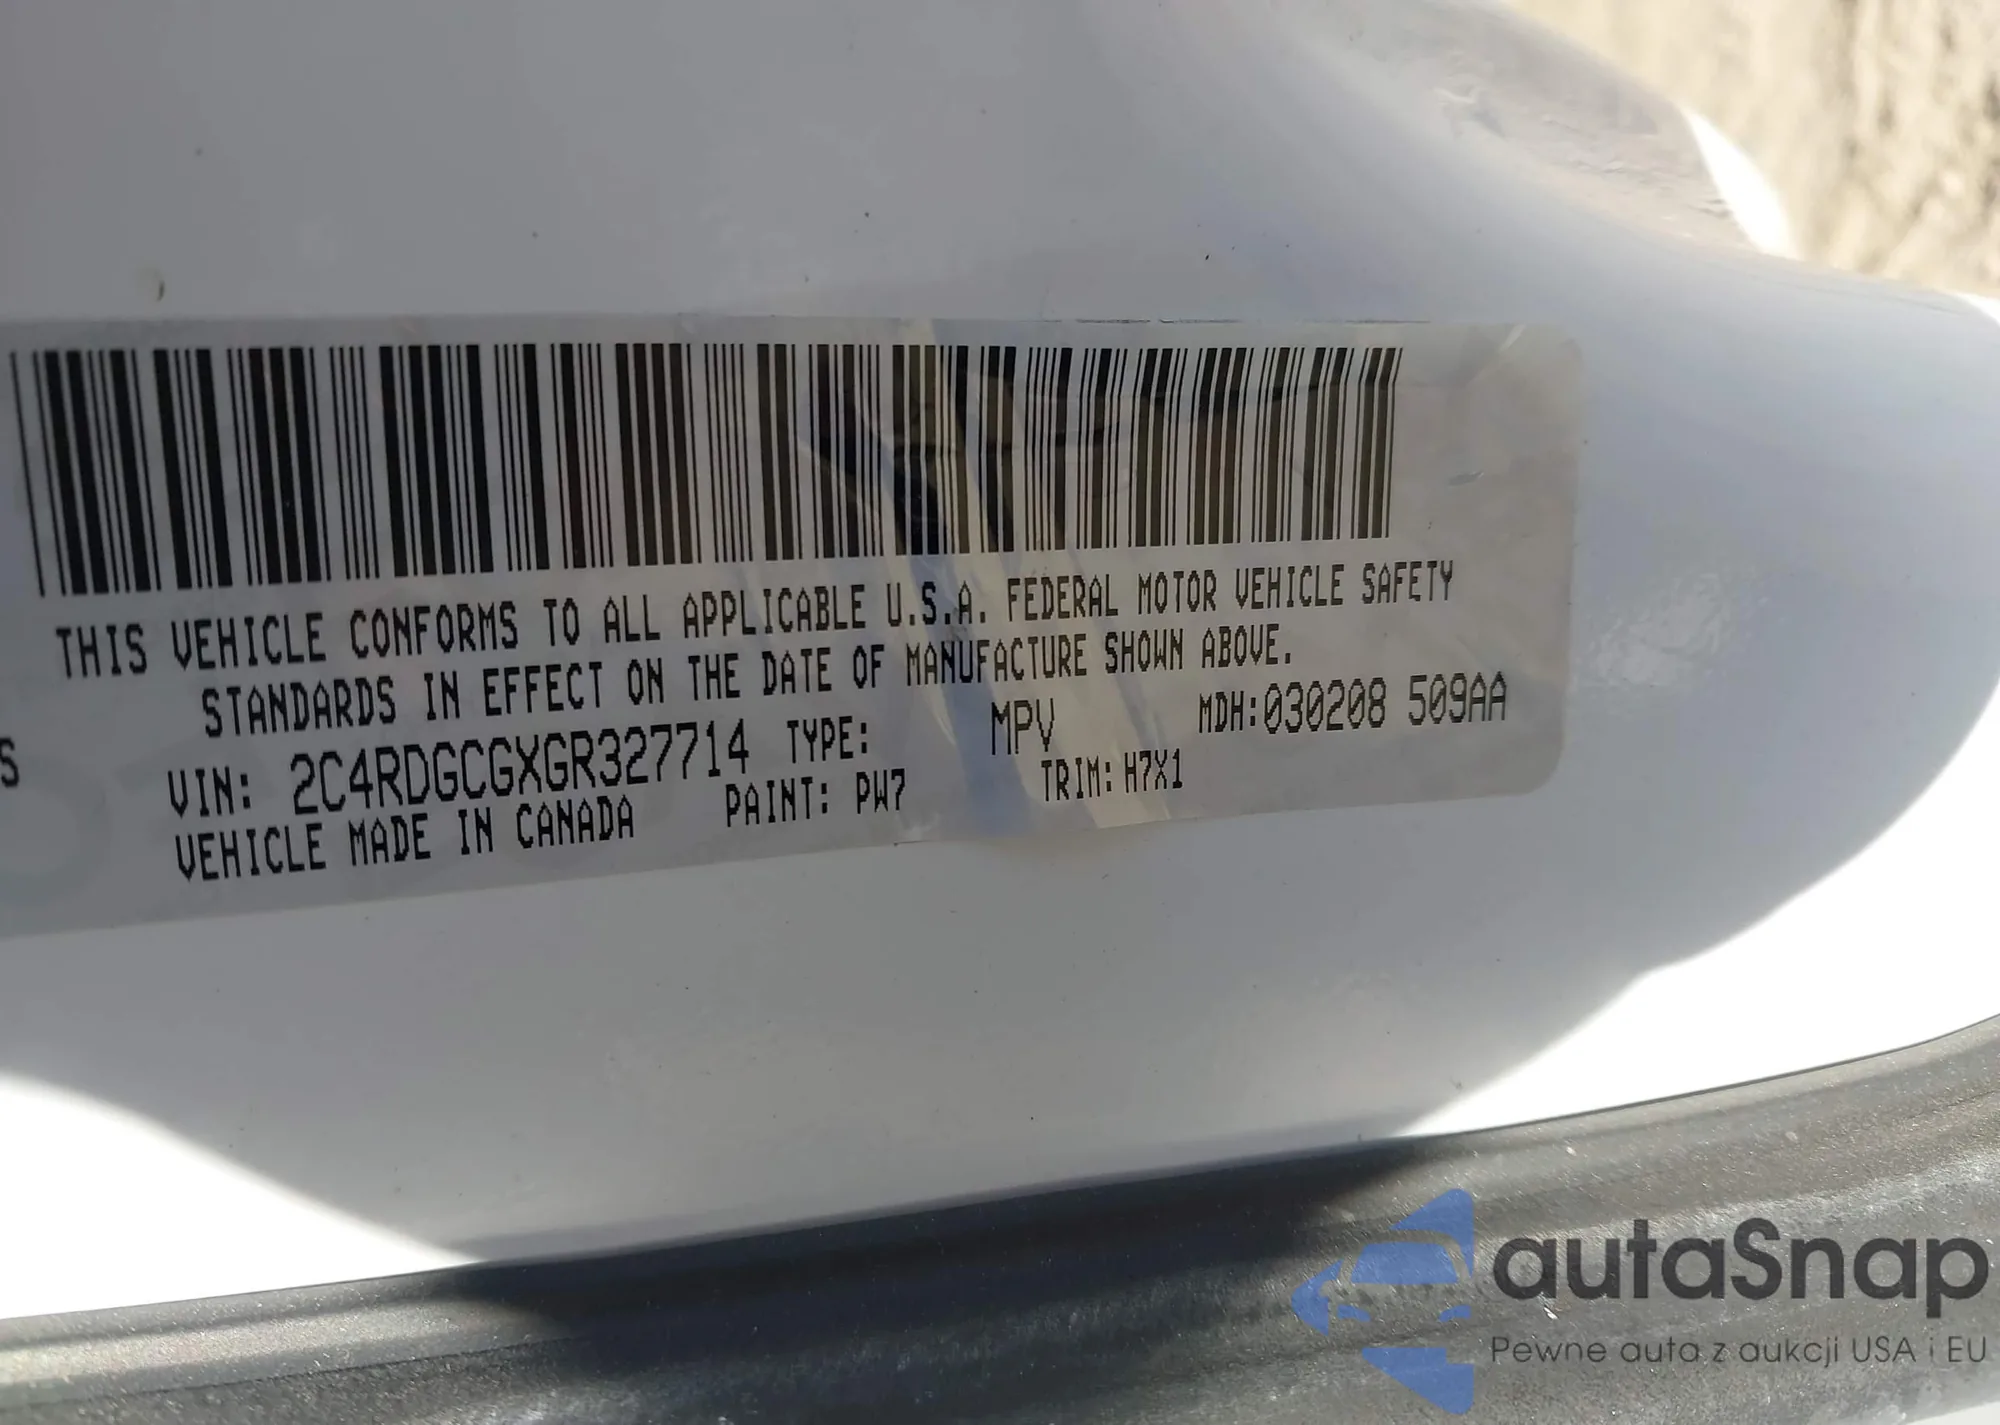 THIS VEHICLE CONFORMS TO ALL APPLICABLE U.S.A. FEDERAL MOTOR VEHICLE SAFETY
STANDARDS IN EFFECT ON THE DATE OF MANUFACTURE SHOWN ABOVE.
S
VIN: 2C4RDGCGXGR327714 TYPE: MPV MDH:030208 509AA
VEHICLE MADE IN CANADA PAINT: PW7 TRIM: H7X1
autaSnap
Pewne auta z aukcji USA i EU